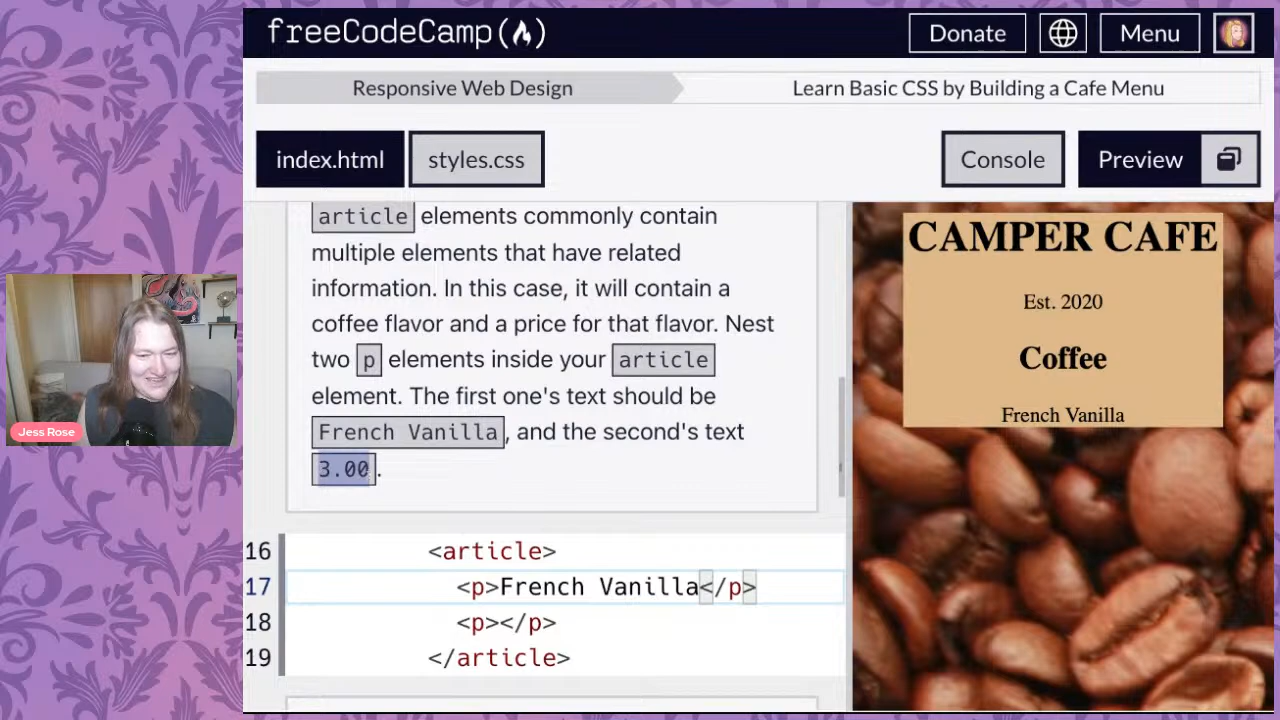 freeCodeCamp
Donate
Menu
Responsive Web Design
Learn Basic CSS by Building a Cafe Menu
index.html
styles.css
Console
Preview
article elements commonly contain
multiple elements that have related
information. In this case, it will contain a
coffee flavor and a price for that flavor. Nest
two p elements inside your article
element. The first one's text should be
French Vanilla, and the second's text
3.00.
16 <article>
17 <p>French Vanilla</p>
18 <p></p>
19 </article>
CAMPER CAFE
Est. 2020
Coffee
French Vanilla
Jess Rose